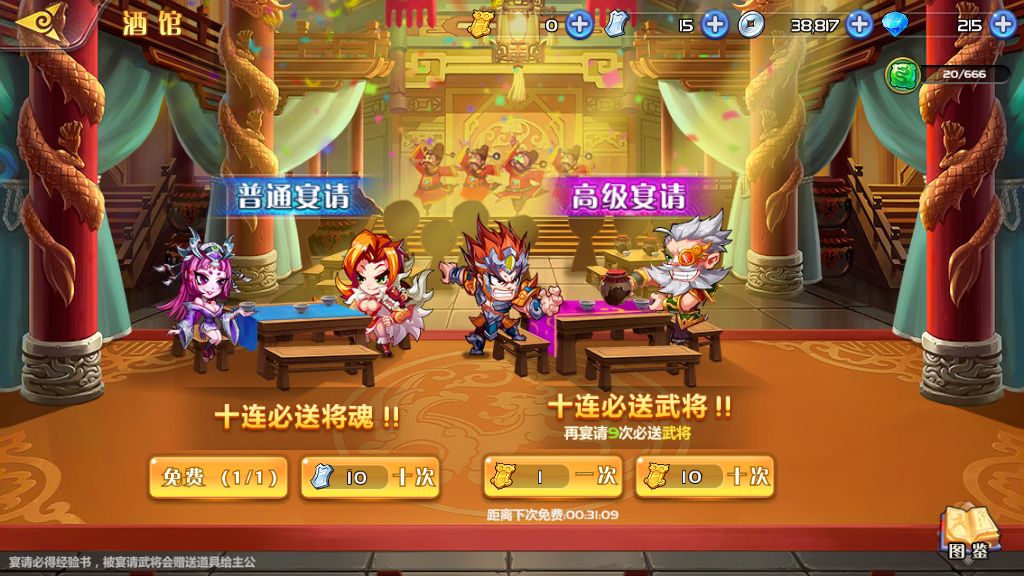 酒馆
0
15
38,817
215
20/666
普通宴请
高级宴请
十连必送将魂!!
十连必送武将!!
再宴请9次必送武将
免费 (1/1)
10 十次
1 一次
10 十次
距离下次免费:00:31:09
图鉴
宴请必得经验书，被宴请武将会赠送道具给主公